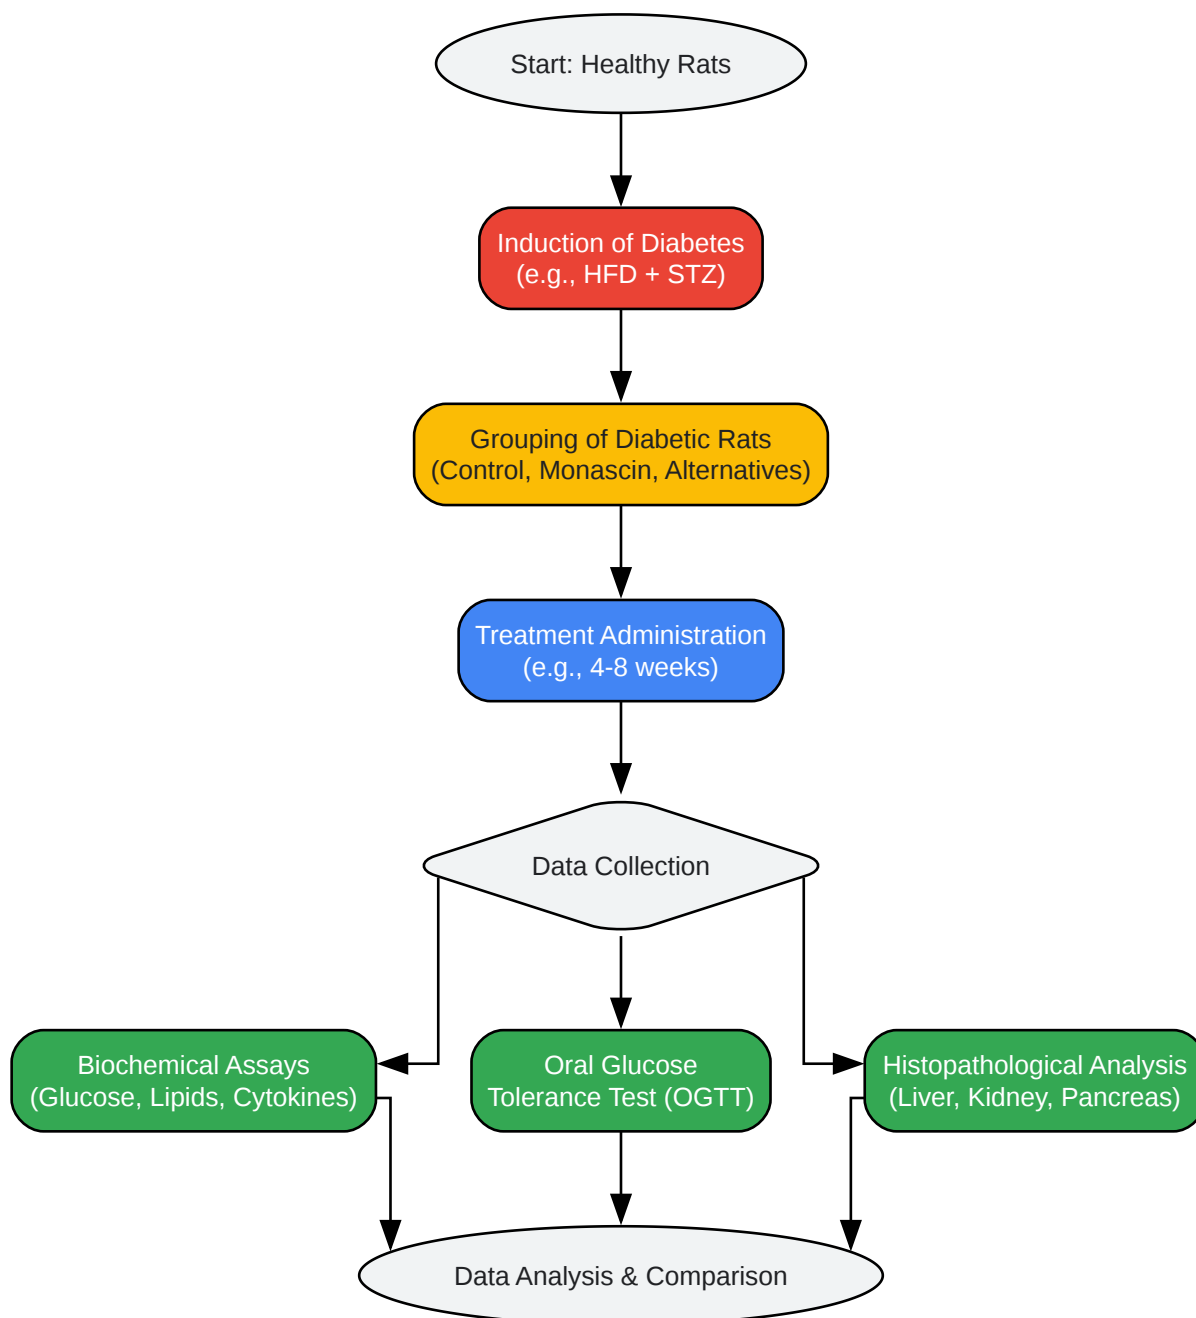 Start: Healthy Rats
Induction of Diabetes
(e.g., HFD + STZ)
Grouping of Diabetic Rats
(Control, Monascin, Alternatives)
Treatment Administration
(e.g., 4-8 weeks)
Data Collection
Biochemical Assays
(Glucose, Lipids, Cytokines)
Oral Glucose
Tolerance Test (OGTT)
Histopathological Analysis
(Liver, Kidney, Pancreas)
Data Analysis & Comparison